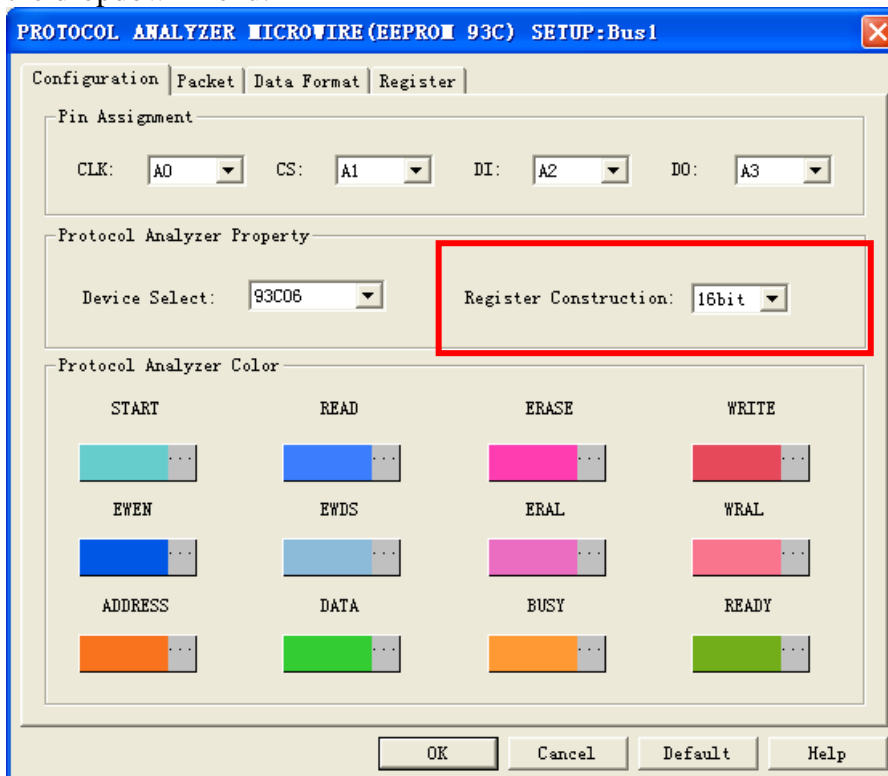 PROTOCOL ANALYZER MICROWIRE(EEPROM 93C) SETUP:Bus1
Configuration Packet Data Format Register
Pin Assignment
CLK: A0 CS: A1 DI: A2 DO: A3
Protocol Analyzer Property
Device Select: 93C06 Register Construction: 16bit
Protocol Analyzer Color
START READ ERASE WRITE
... ... ... ...
EWEN EWDS ERAL WRAL
... ... ... ...
ADDRESS DATA BUSY READY
... ... ... ...
OK Cancel Default Help